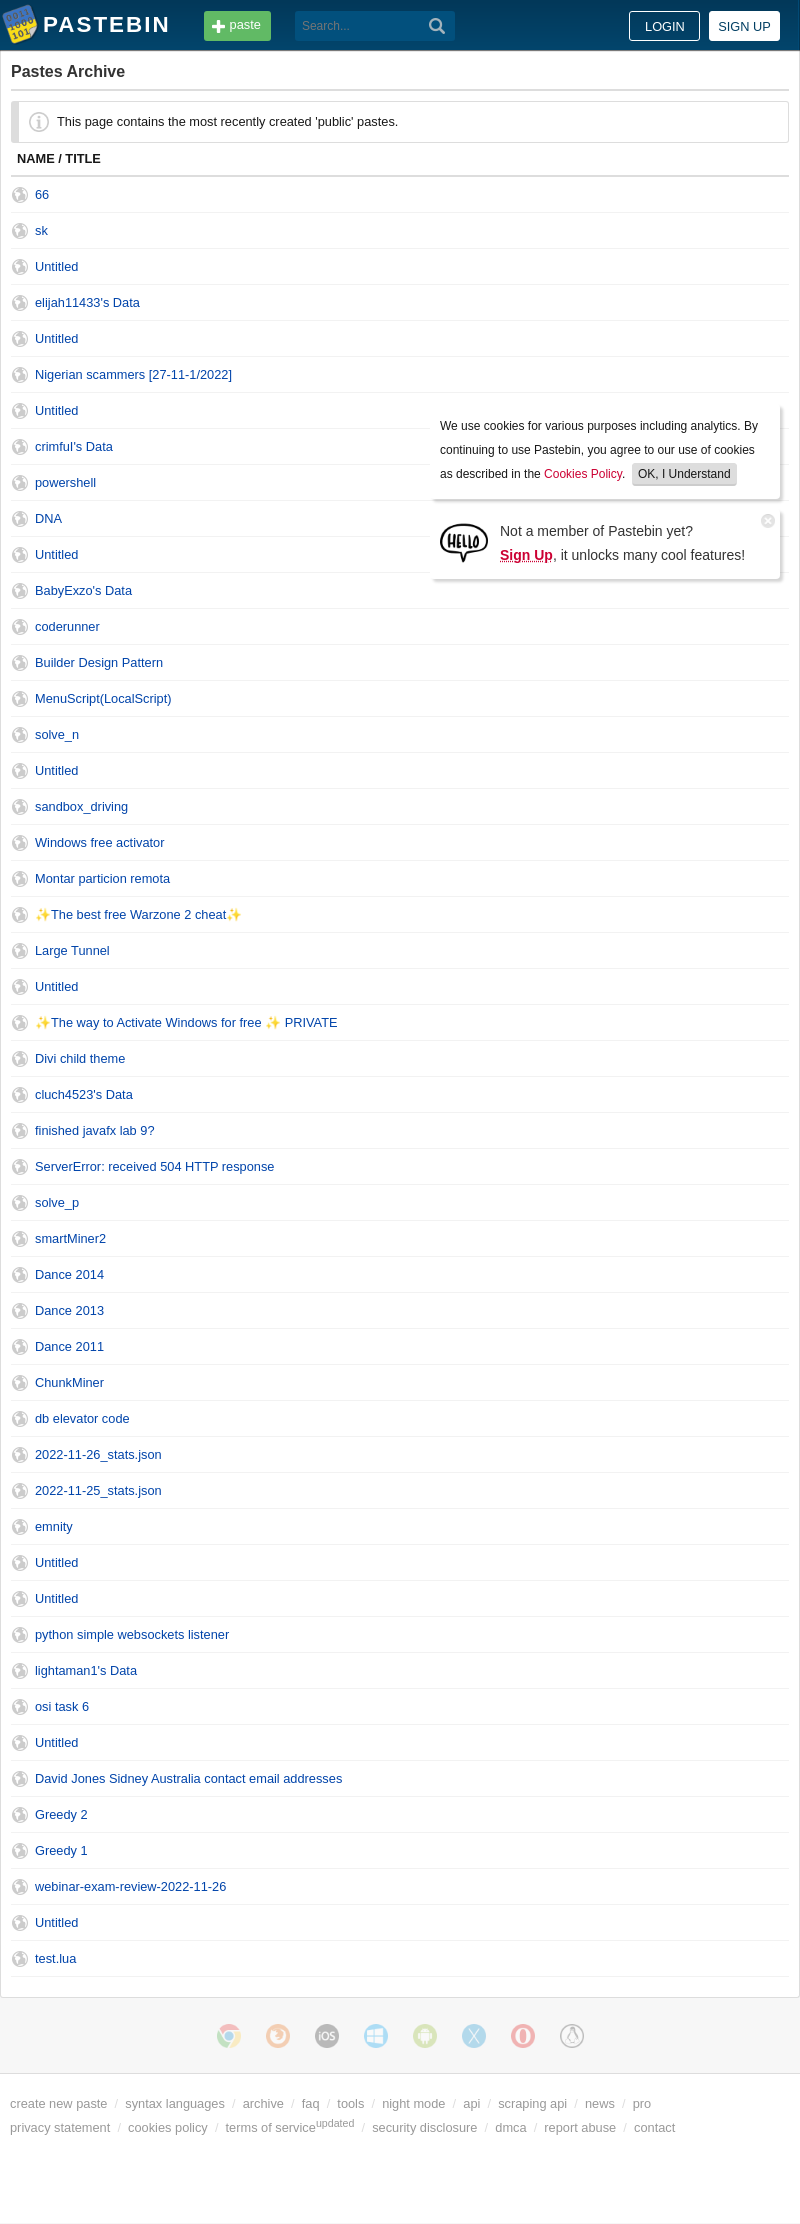 PASTEBIN
paste
Search...
LOGIN
SIGN UP
Pastes Archive
This page contains the most recently created 'public' pastes.
NAME / TITLE
66
sk
Untitled
elijah11433's Data
Untitled
Nigerian scammers [27-11-1/2022]
Untitled
crimfuI's Data
powershell
DNA
Untitled
BabyExzo's Data
coderunner
Builder Design Pattern
MenuScript(LocalScript)
solve_n
Untitled
sandbox_driving
Windows free activator
Montar particion remota
✨The best free Warzone 2 cheat✨
Large Tunnel
Untitled
✨The way to Activate Windows for free ✨ PRIVATE
Divi child theme
cluch4523's Data
finished javafx lab 9?
ServerError: received 504 HTTP response
solve_p
smartMiner2
Dance 2014
Dance 2013
Dance 2011
ChunkMiner
db elevator code
2022-11-26_stats.json
2022-11-25_stats.json
emnity
Untitled
Untitled
python simple websockets listener
lightaman1's Data
osi task 6
Untitled
David Jones Sidney Australia contact email addresses
Greedy 2
Greedy 1
webinar-exam-review-2022-11-26
Untitled
test.lua
We use cookies for various purposes including analytics. By
continuing to use Pastebin, you agree to our use of cookies
as described in the Cookies Policy. OK, I Understand
HELLO
Not a member of Pastebin yet?
Sign Up, it unlocks many cool features!
iOS
create new paste / syntax languages / archive / faq / tools / night mode / api / scraping api / news / pro
privacy statement / cookies policy / terms of service updated / security disclosure / dmca / report abuse / contact